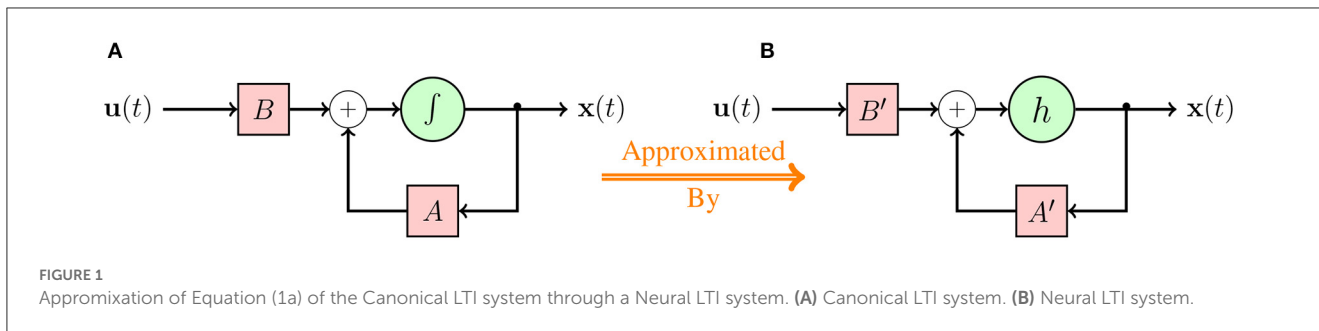 A
B
u(t)
B
+
∫
x(t)
A
Approximated
By
u(t)
B′
+
h
x(t)
A′
FIGURE 1
Appromixation of Equation (1a) of the Canonical LTI system through a Neural LTI system. (A) Canonical LTI system. (B) Neural LTI system.